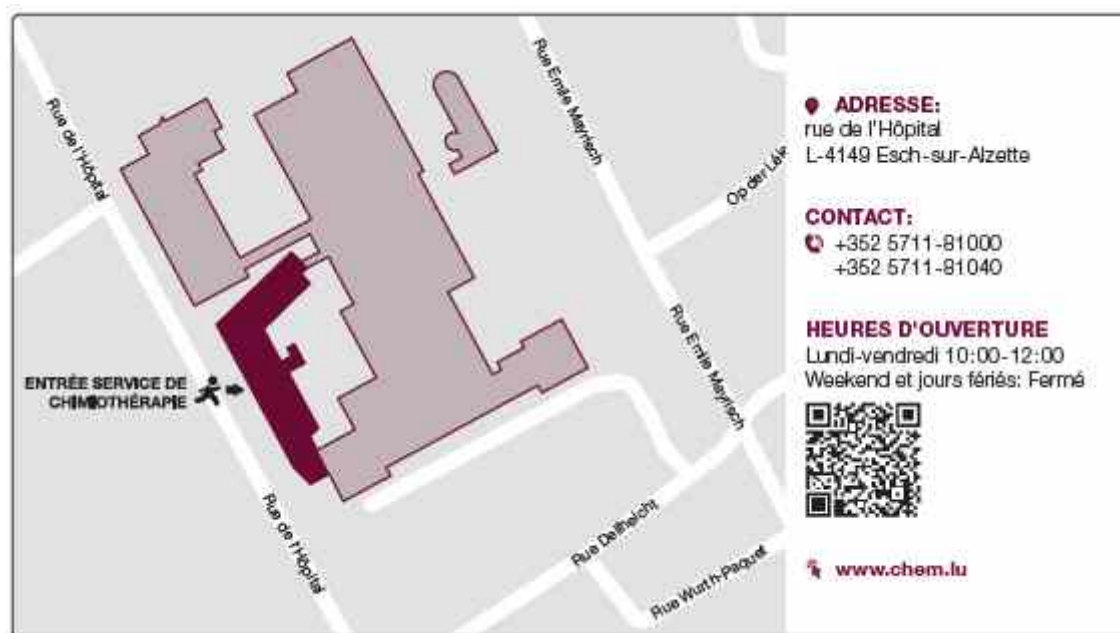 Rue de l'Hôpital
Rue Emile Mayrisch
Op der Léie
Rue Emile Mayrisch
ENTRÉE SERVICE DE
CHIMIOTHÉRAPIE
Rue de l'Hôpital
Rue Dellheicht
Rue Wurth-Paquet
ADRESSE:
rue de l'Hôpital
L-4149 Esch-sur-Alzette
CONTACT:
+352 5711-81000
+352 5711-81040
HEURES D'OUVERTURE
Lundi-vendredi 10:00-12:00
Weekend et jours fériés: Fermé
www.chem.lu